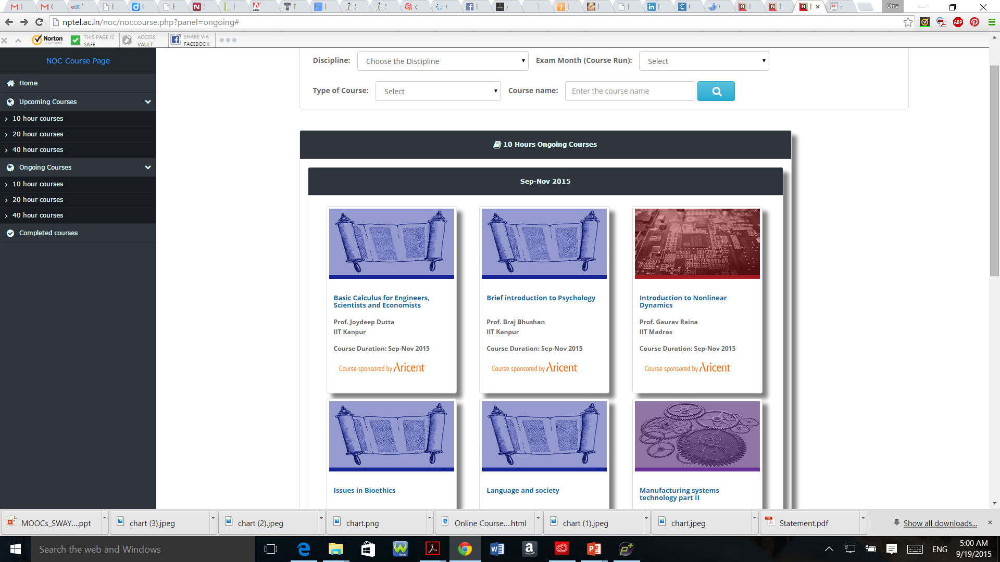 Uma
nptel.ac.in/noc/noccourse.php?panel=ongoing#
ABP
Norton
by Symantec
THIS PAGE IS
SAFE
ACCESS
VAULT
SHARE VIA
FACEBOOK
NOC Course Page
Home
Upcoming Courses
10 hour courses
20 hour courses
40 hour courses
Ongoing Courses
10 hour courses
20 hour courses
40 hour courses
Completed courses
Discipline: Choose the Discipline Exam Month (Course Run): Select
Type of Course: Select Course name: Enter the course name
10 Hours Ongoing Courses
Sep-Nov 2015
Basic Calculus for Engineers,
Scientists and Economists
Prof. Joydeep Dutta
IIT Kanpur
Course Duration: Sep-Nov 2015
Course sponsored by Aricent
Brief introduction to Psychology
Prof. Braj Bhushan
IIT Kanpur
Course Duration: Sep-Nov 2015
Course sponsored by Aricent
Introduction to Nonlinear
Dynamics
Prof. Gaurav Raina
IIT Madras
Course Duration: Sep-Nov 2015
Course sponsored by Aricent
Issues in Bioethics
Language and society
Manufacturing systems
technology part II
MOOCs_SWAY....ppt
chart (3).jpeg
chart (2).jpeg
chart.png
Online Course....html
chart (1).jpeg
chart.jpeg
Statement.pdf
Show all downloads...
Search the web and Windows
ENG
5:00 AM
9/19/2015